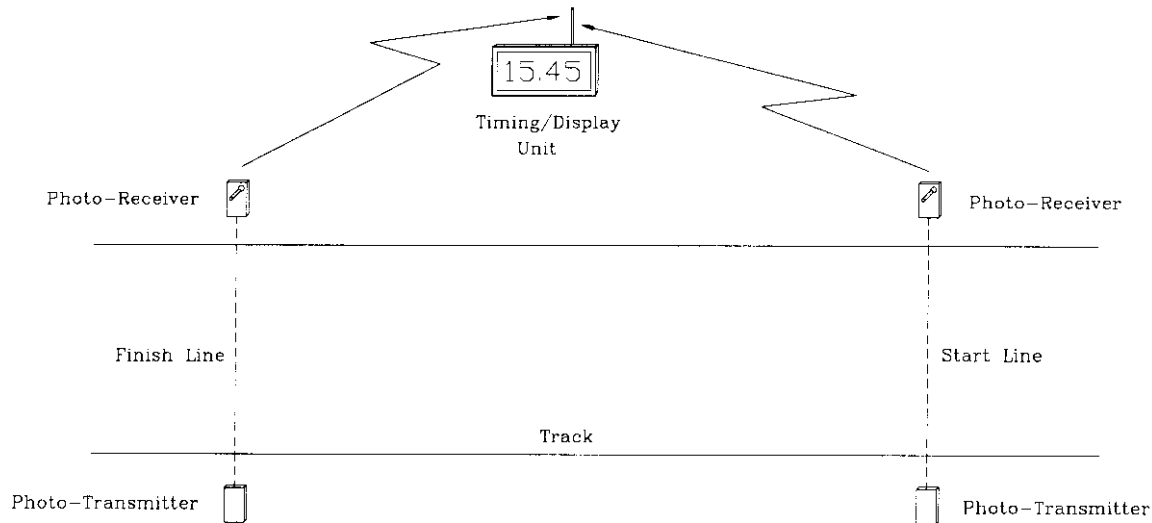 15.45
Timing/Display
Unit
Photo-Receiver
Photo-Receiver
Finish Line
Start Line
Track
Photo-Transmitter
Photo-Transmitter